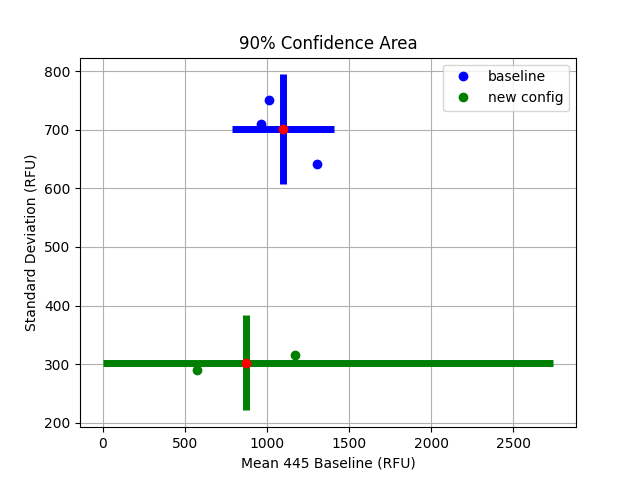 90% Confidence Area
baseline
new config
800
700
600
500
400
300
200
Standard Deviation (RFU)
0
500
1000
1500
2000
2500
Mean 445 Baseline (RFU)